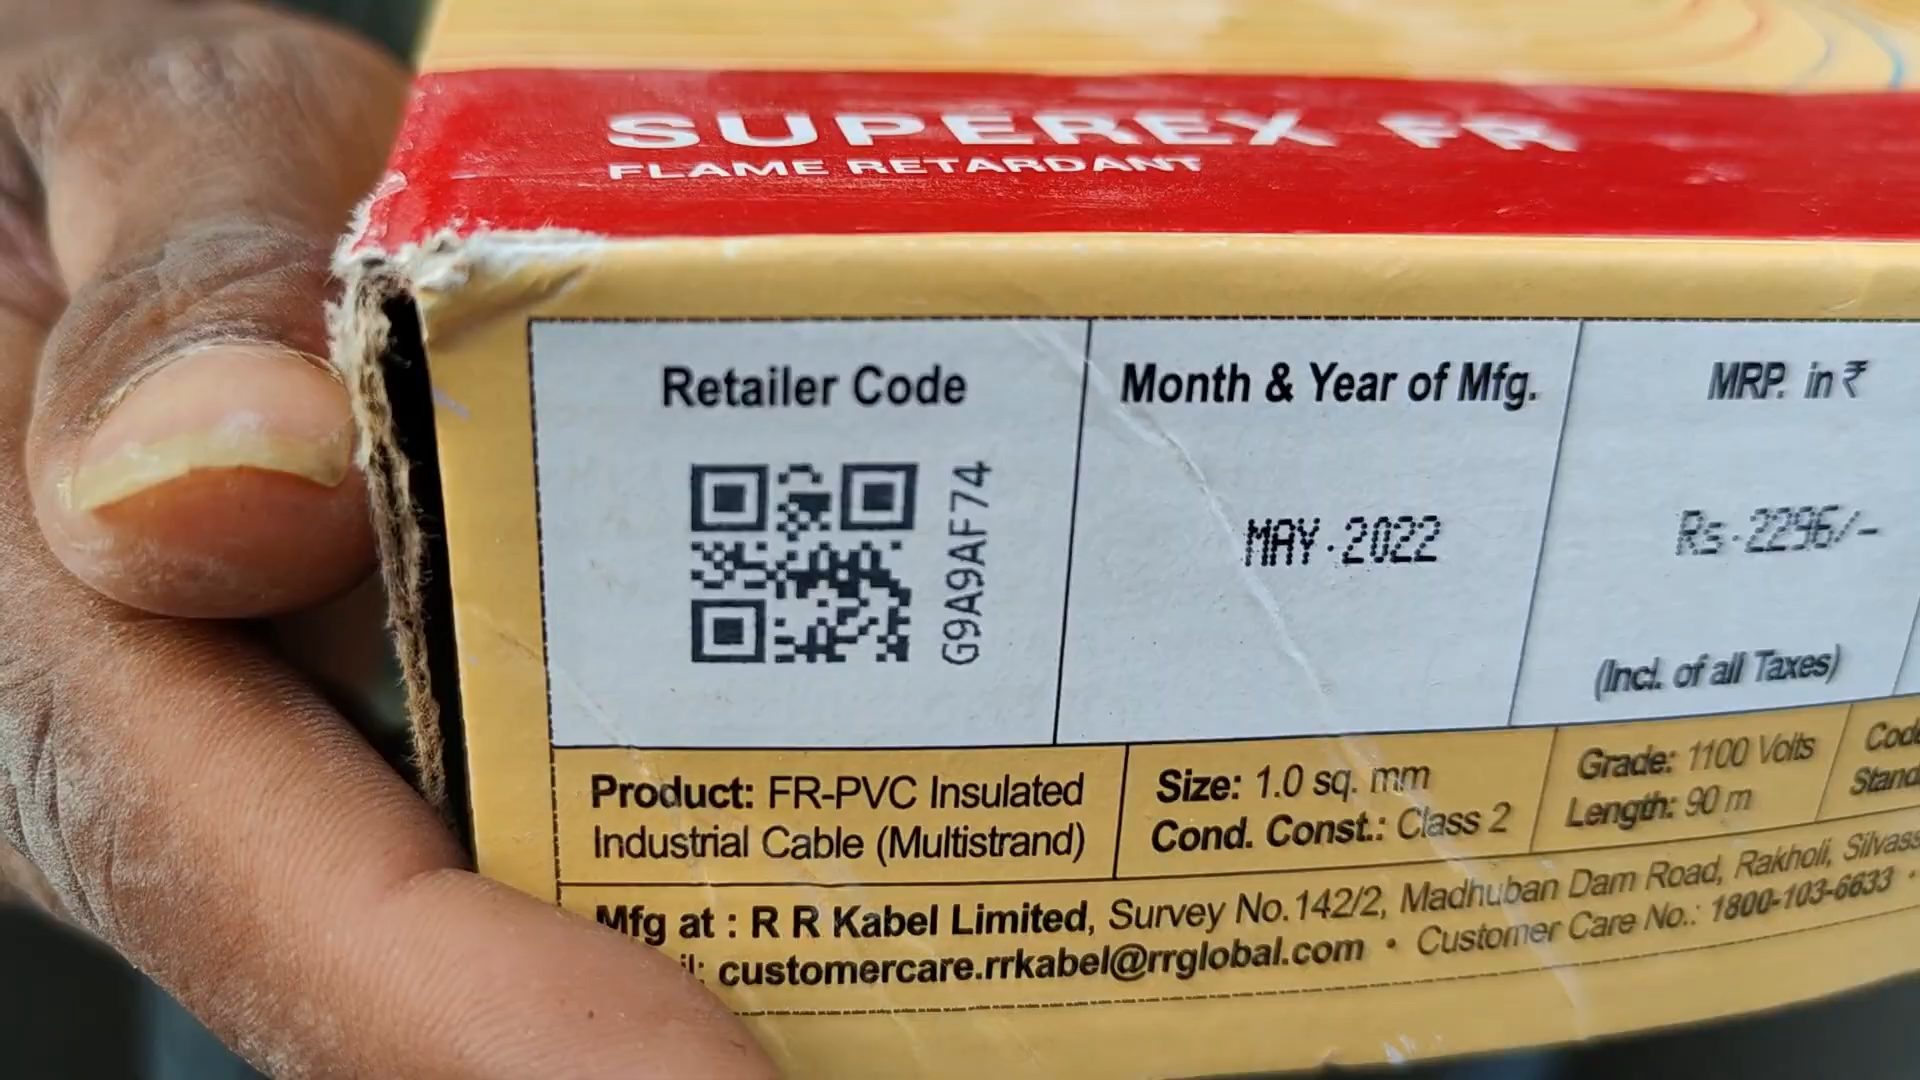 SUPEREX FR
FLAME RETARDANT
Retailer Code
G9A9AF74
Month & Year of Mfg.
MAY.2022
MRP. in ₹
Rs.2296/-
(Incl. of all Taxes)
Product: FR-PVC Insulated
Industrial Cable (Multistrand)
Size: 1.0 sq. mm
Cond. Const.: Class 2
Grade: 1100 Volts
Length: 90 m
Mfg at : R R Kabel Limited, Survey No.142/2, Madhuban Dam Road, Rakholi,
customercare.rrkabel@rrglobal.com • Customer Care No.: 1800-103-6633 •